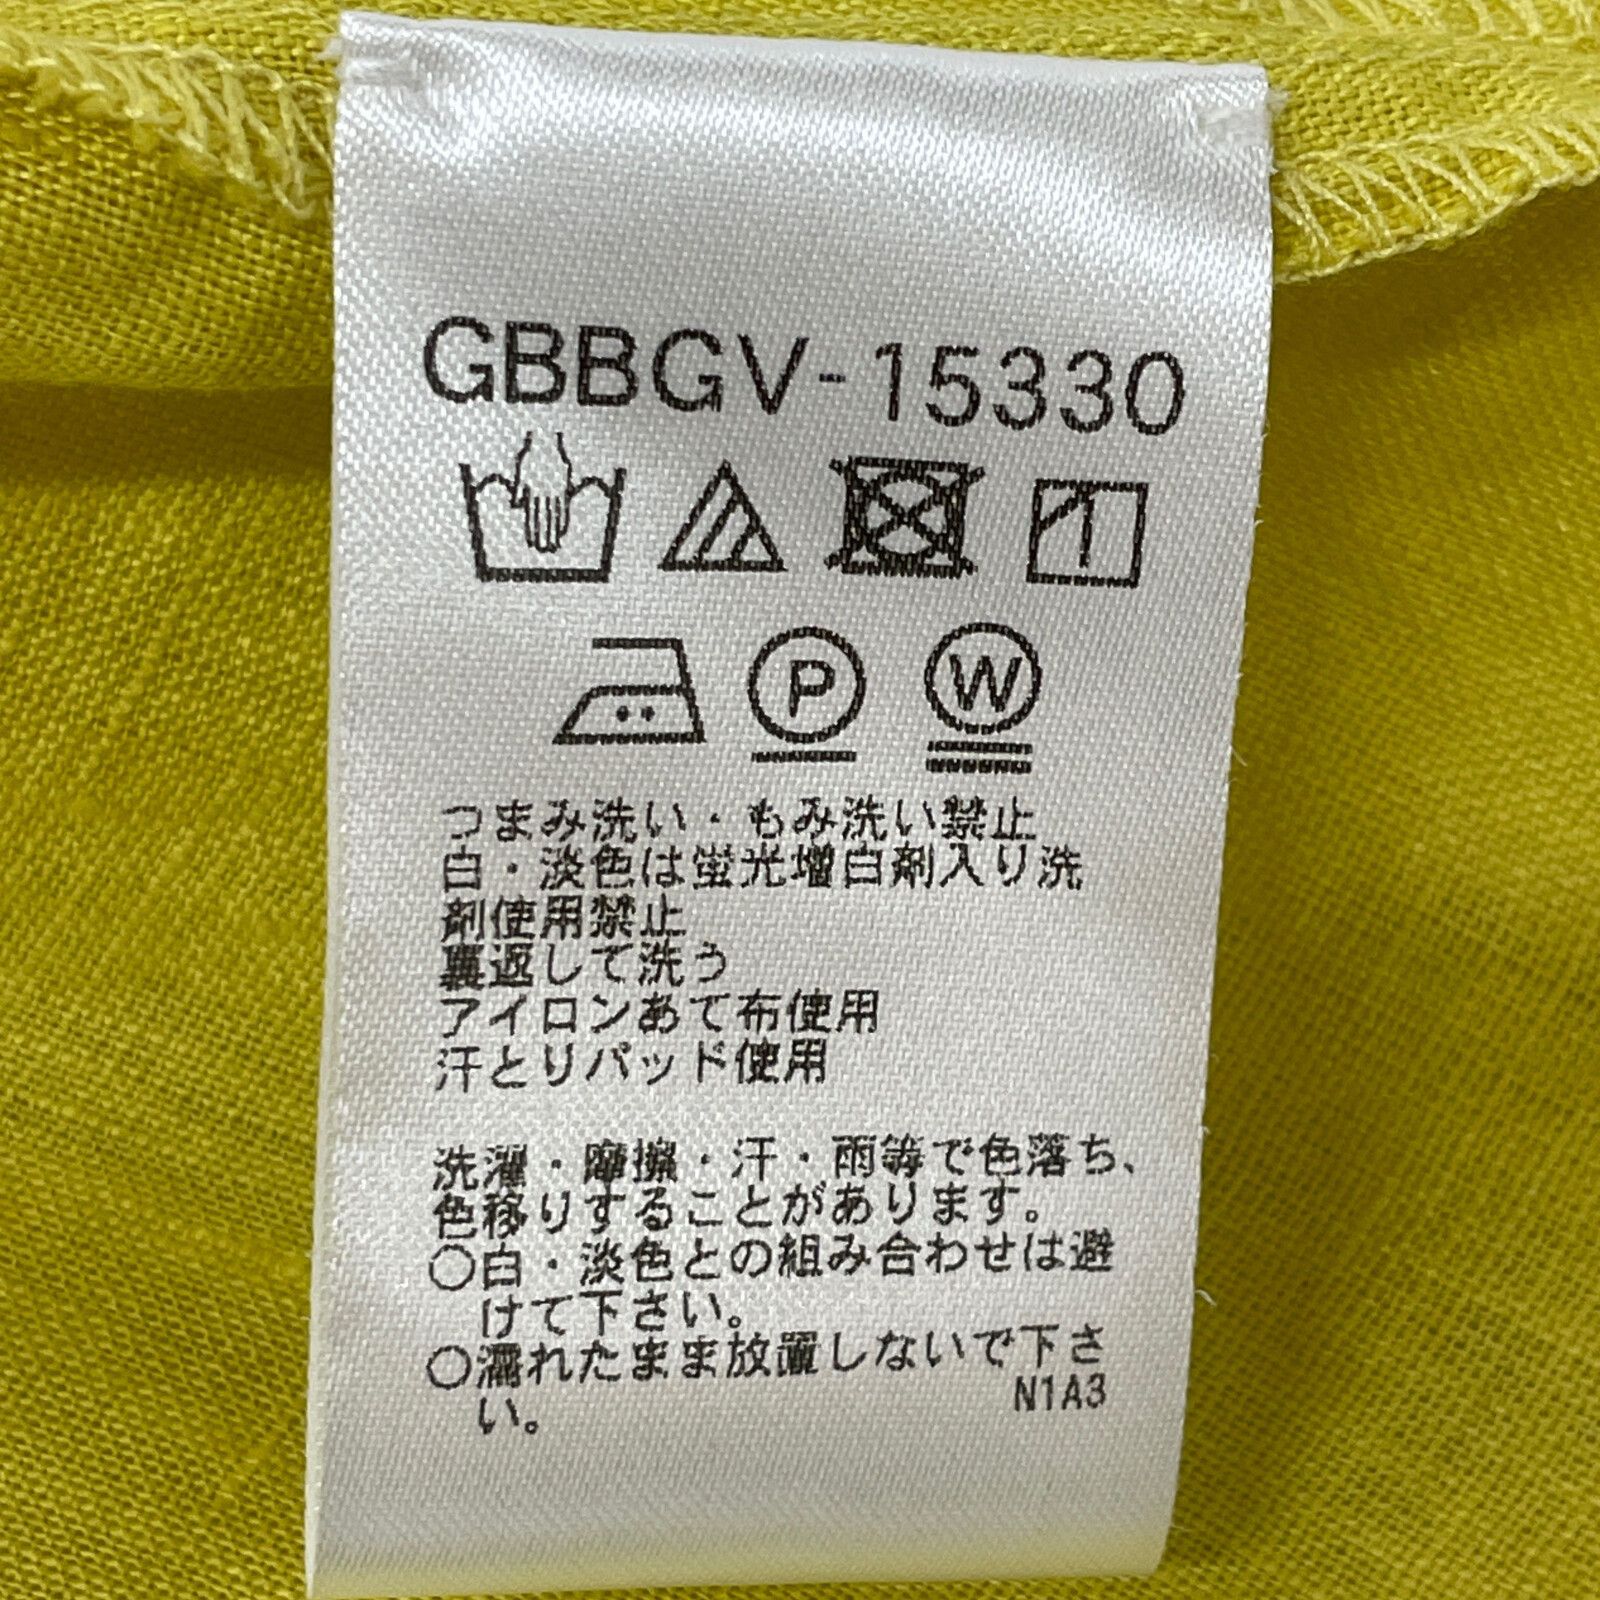 GBBGV-15330
P
W
つまみ洗い・もみ洗い禁止
白・淡色は蛍光増白剤入り洗
剤使用禁止
裏返して洗う
アイロンあて布使用
汗とりパッド使用
洗濯・摩擦・汗・雨等で色落ち、
色移りすることがあります。
○白・淡色との組み合わせは避
けて下さい。
○濡れたまま放置しないで下さ
い。
N1A3